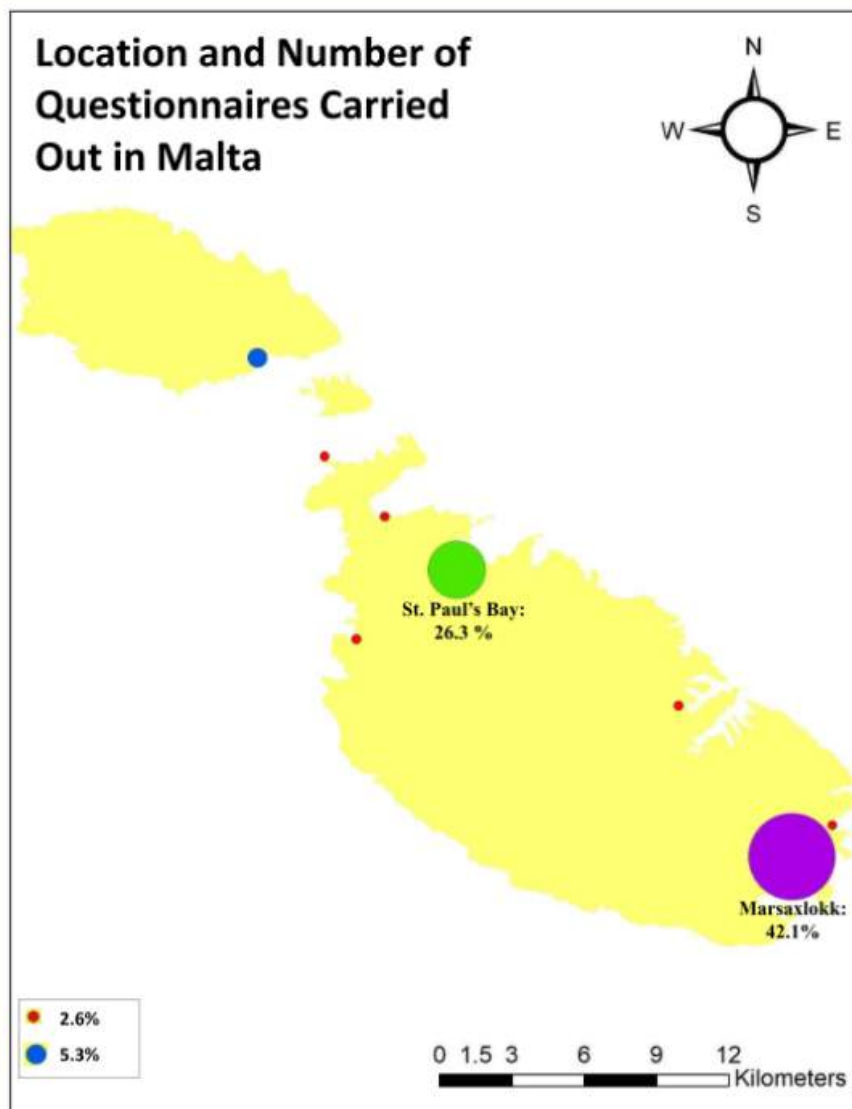 Location and Number of
Questionnaires Carried
Out in Malta
N
W E
S
St. Paul's Bay:
26.3 %
Marsaxlokk:
42.1%
2.6%
5.3%
0 1.5 3 6 9 12
Kilometers